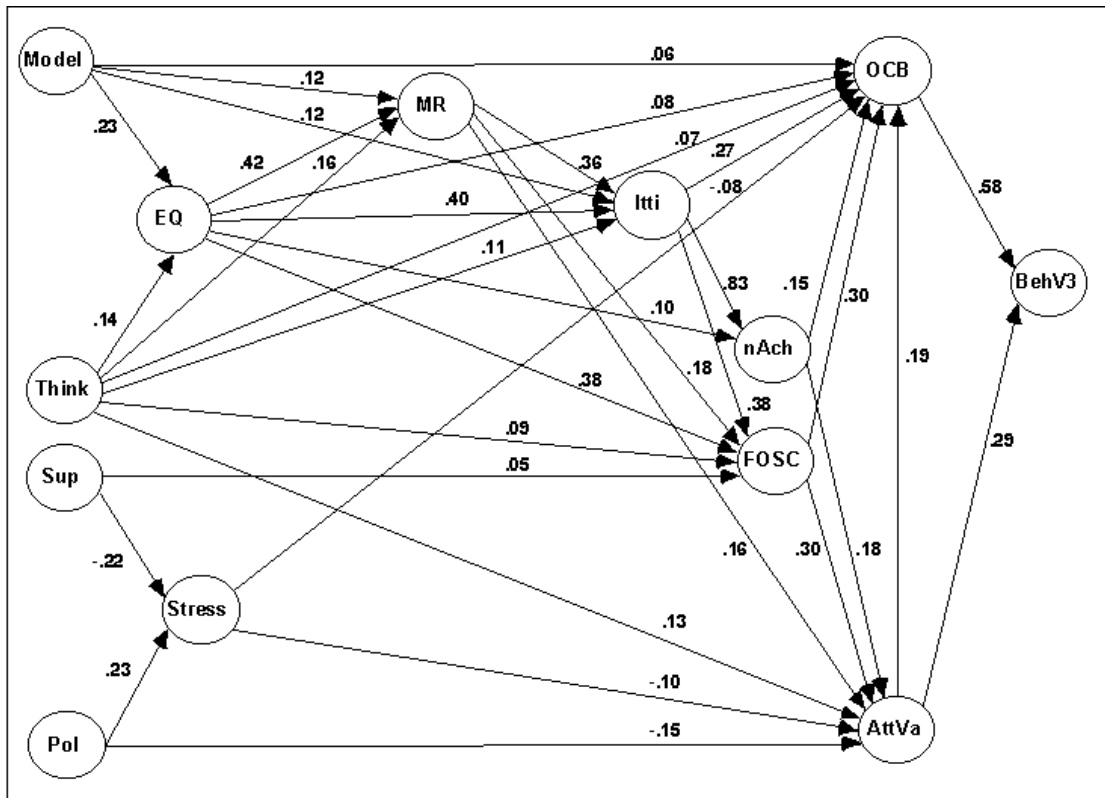 Model
.06
OCB
.12
MR
.08
.12
.23
.42
.16
.07
.27
.36
-.08
Itti
.58
EQ
.40
.11
BehV3
.83
.15
.30
.14
.10
nAch
.19
Think
.38
.18
.38
.09
FOSC
.29
Sup
.05
-.22
.16
.30
.18
Stress
.13
.23
-.10
Pol
-.15
AttVa